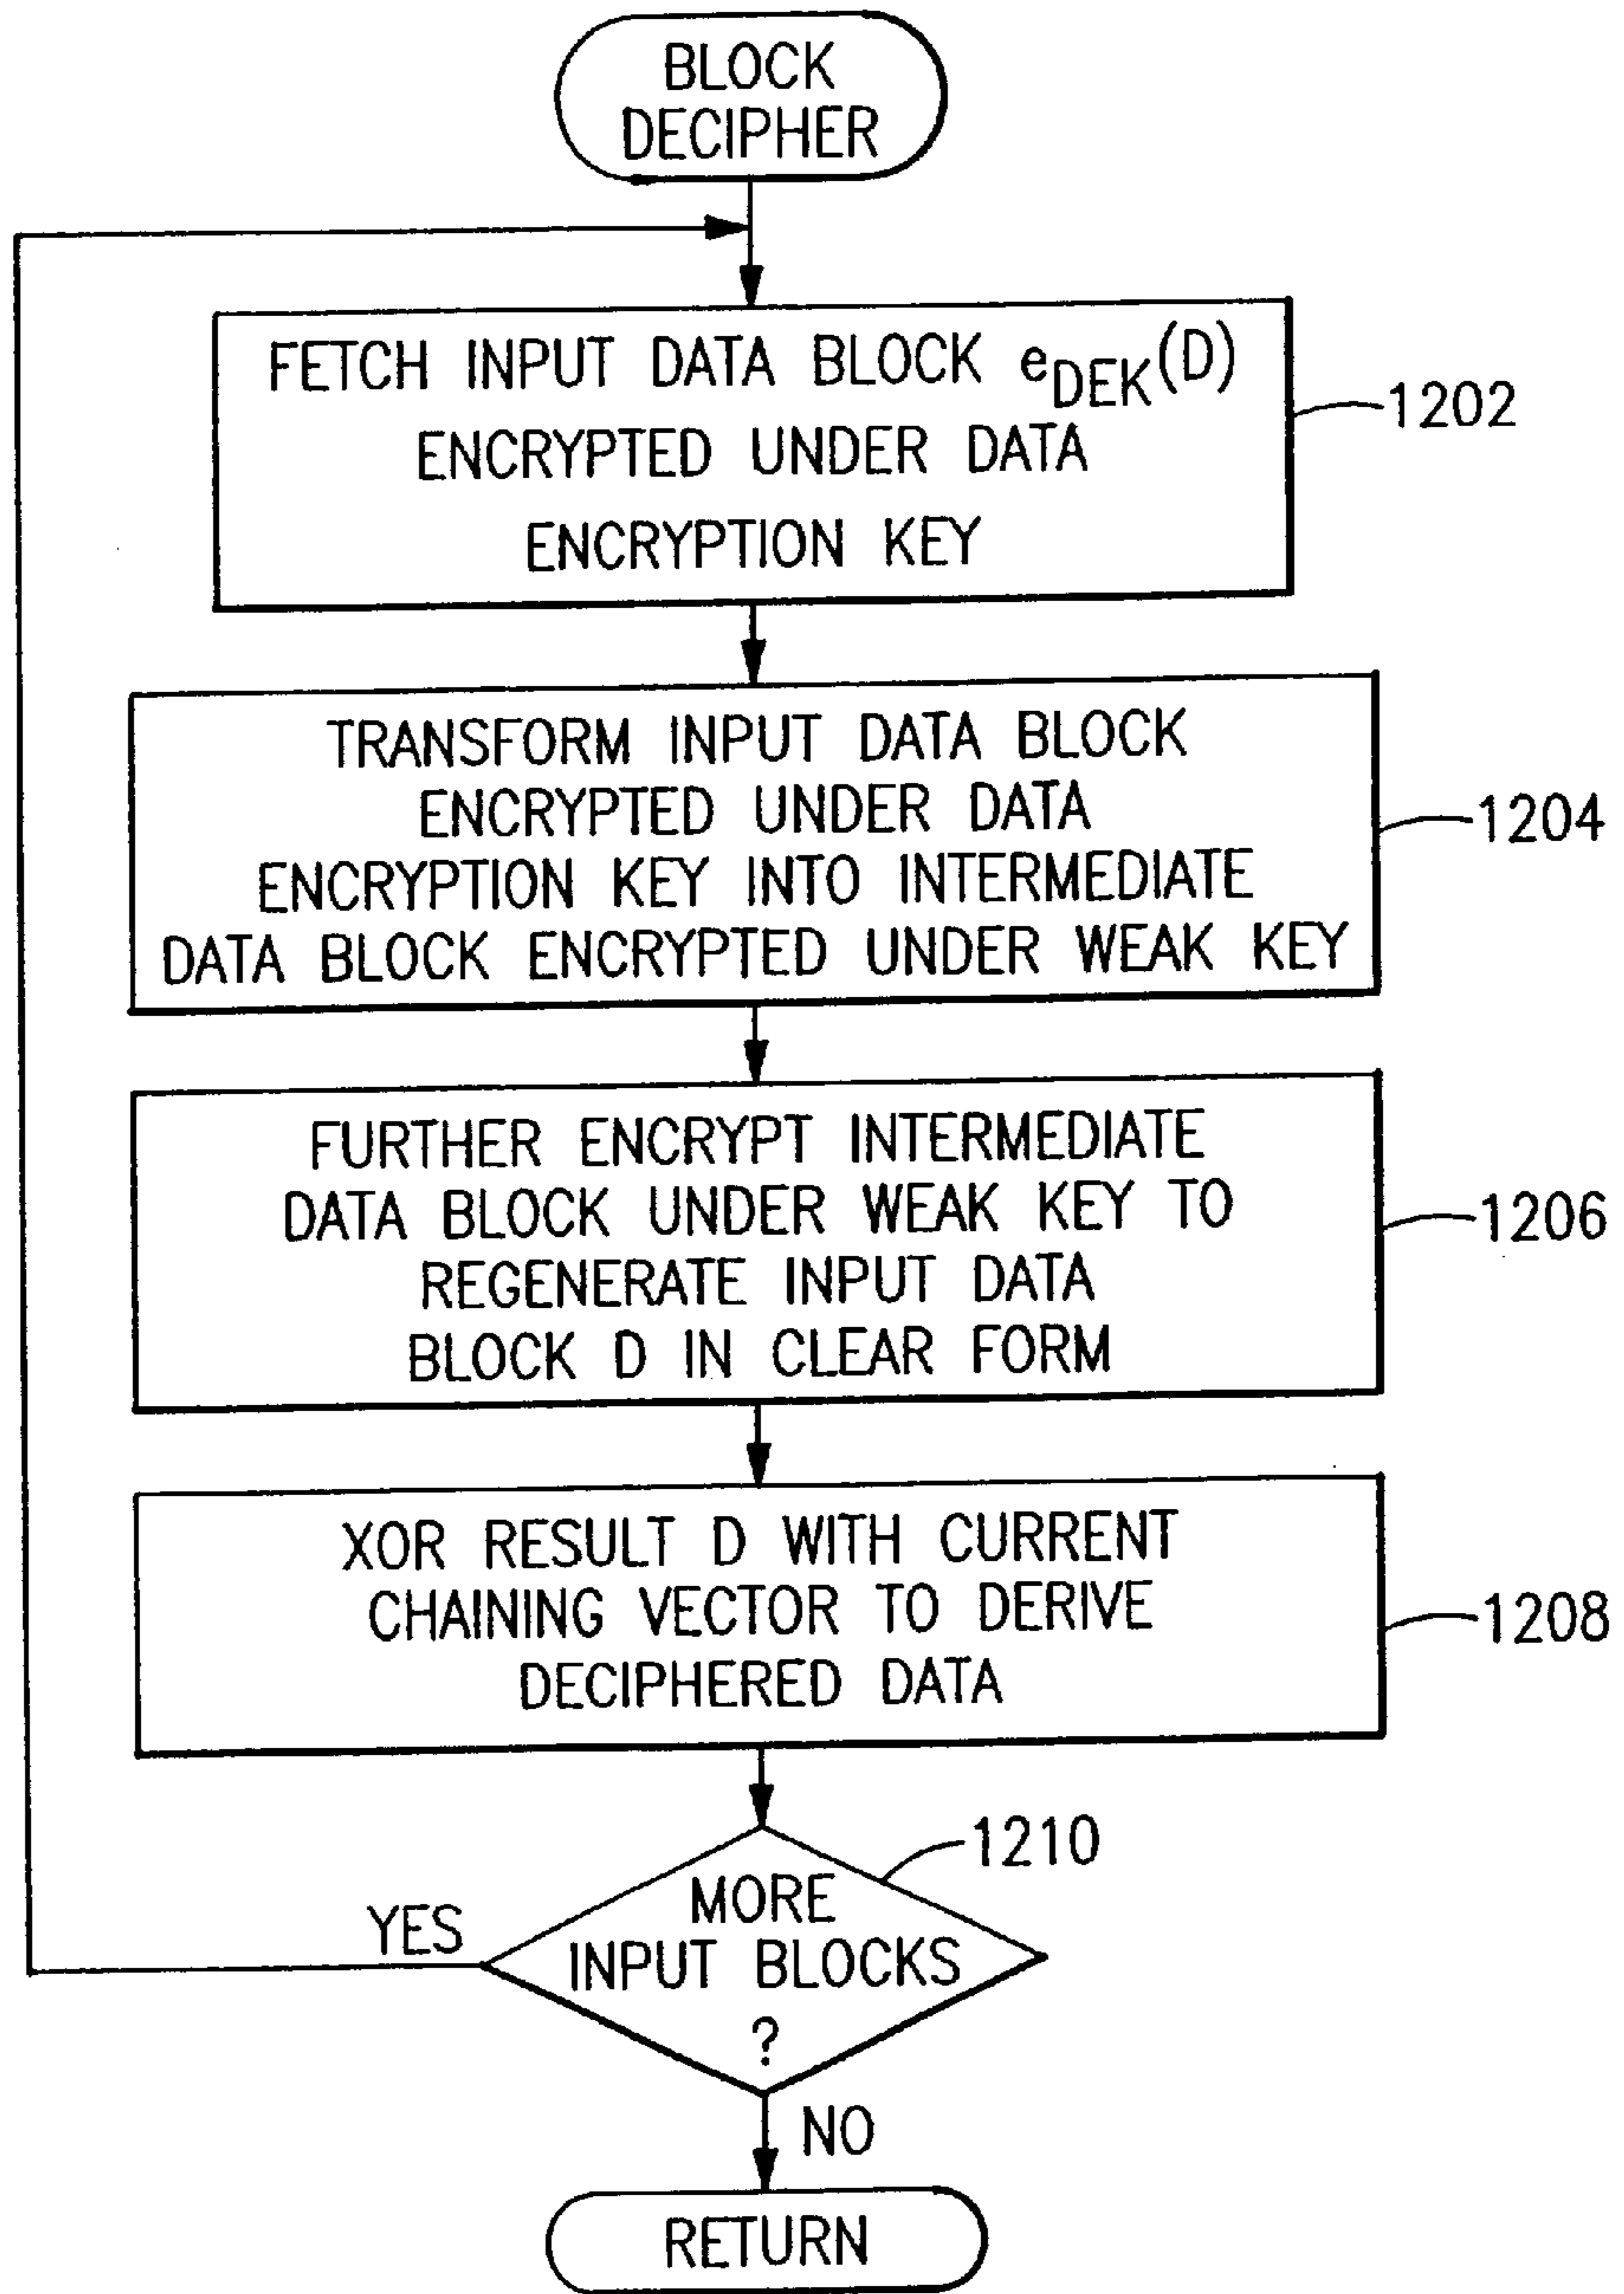 BLOCK
DECIPHER
FETCH INPUT DATA BLOCK eDEK(D)
ENCRYPTED UNDER DATA
ENCRYPTION KEY
1202
TRANSFORM INPUT DATA BLOCK
ENCRYPTED UNDER DATA
ENCRYPTION KEY INTO INTERMEDIATE
DATA BLOCK ENCRYPTED UNDER WEAK KEY
1204
FURTHER ENCRYPT INTERMEDIATE
DATA BLOCK UNDER WEAK KEY TO
REGENERATE INPUT DATA
BLOCK D IN CLEAR FORM
1206
XOR RESULT D WITH CURRENT
CHAINING VECTOR TO DERIVE
DECIPHERED DATA
1208
1210
MORE
INPUT BLOCKS
?
YES
NO
RETURN